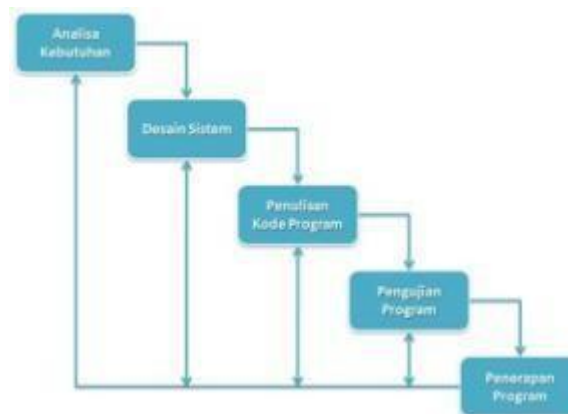 Analisa
Kebutuhan
Desain Sistem
Penulisan
Kode Program
Pengujian
Program
Penerapan
Program